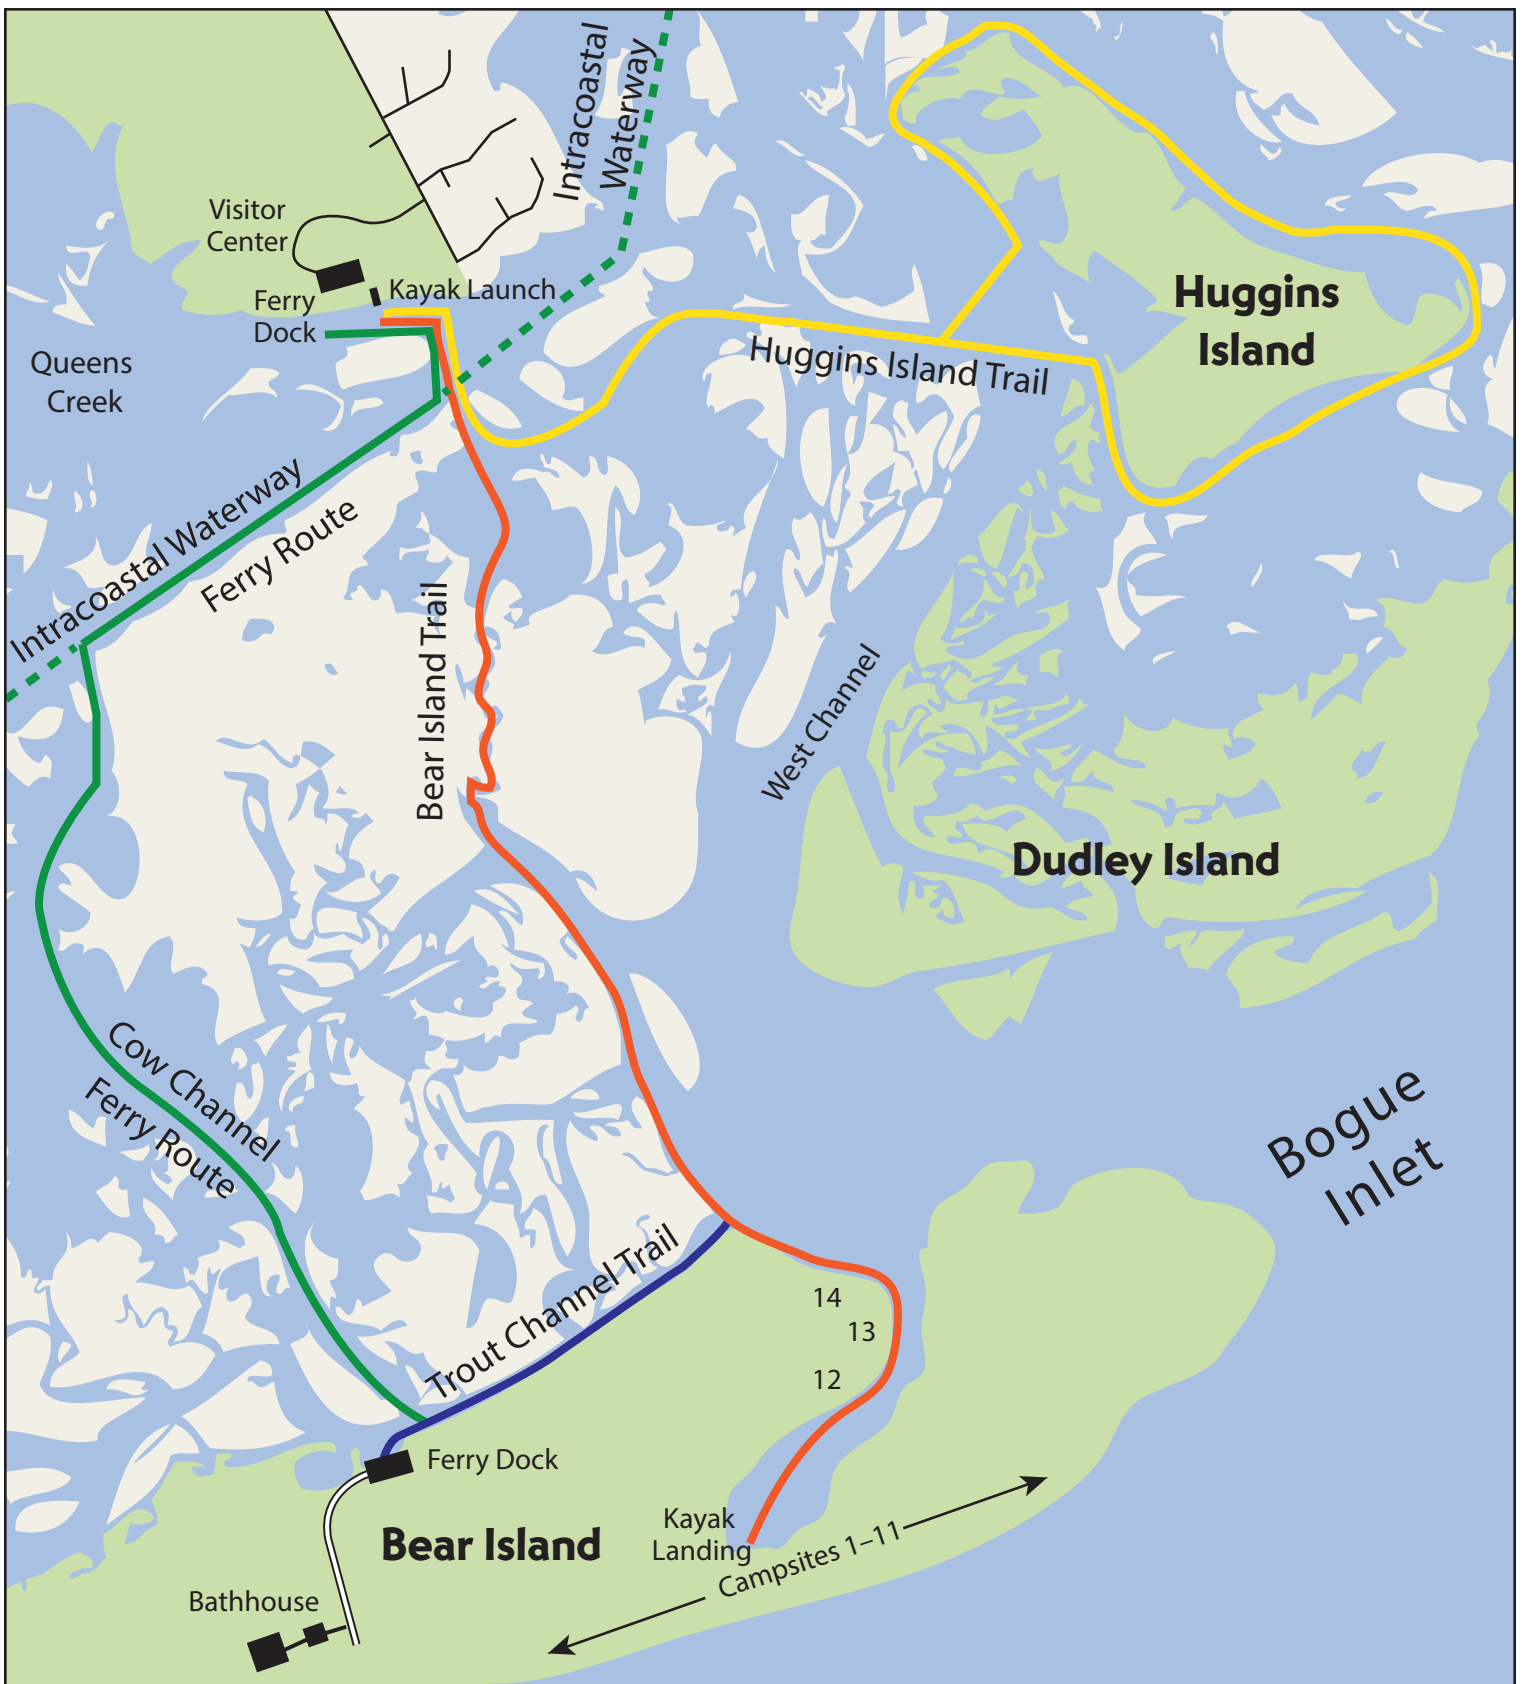 Intracoastal
Waterway
Visitor
Center
Kayak Launch
Ferry
Dock
Queens
Creek
Huggins
Island
Huggins Island Trail
Intracoastal Waterway
Ferry Route
Bear Island Trail
West Channel
Dudley Island
Cow Channel
Ferry Route
Bogue
Inlet
Trout Channel Trail
14
13
12
Ferry Dock
Bear Island
Kayak
Landing
Campsites 1–11
Bathhouse